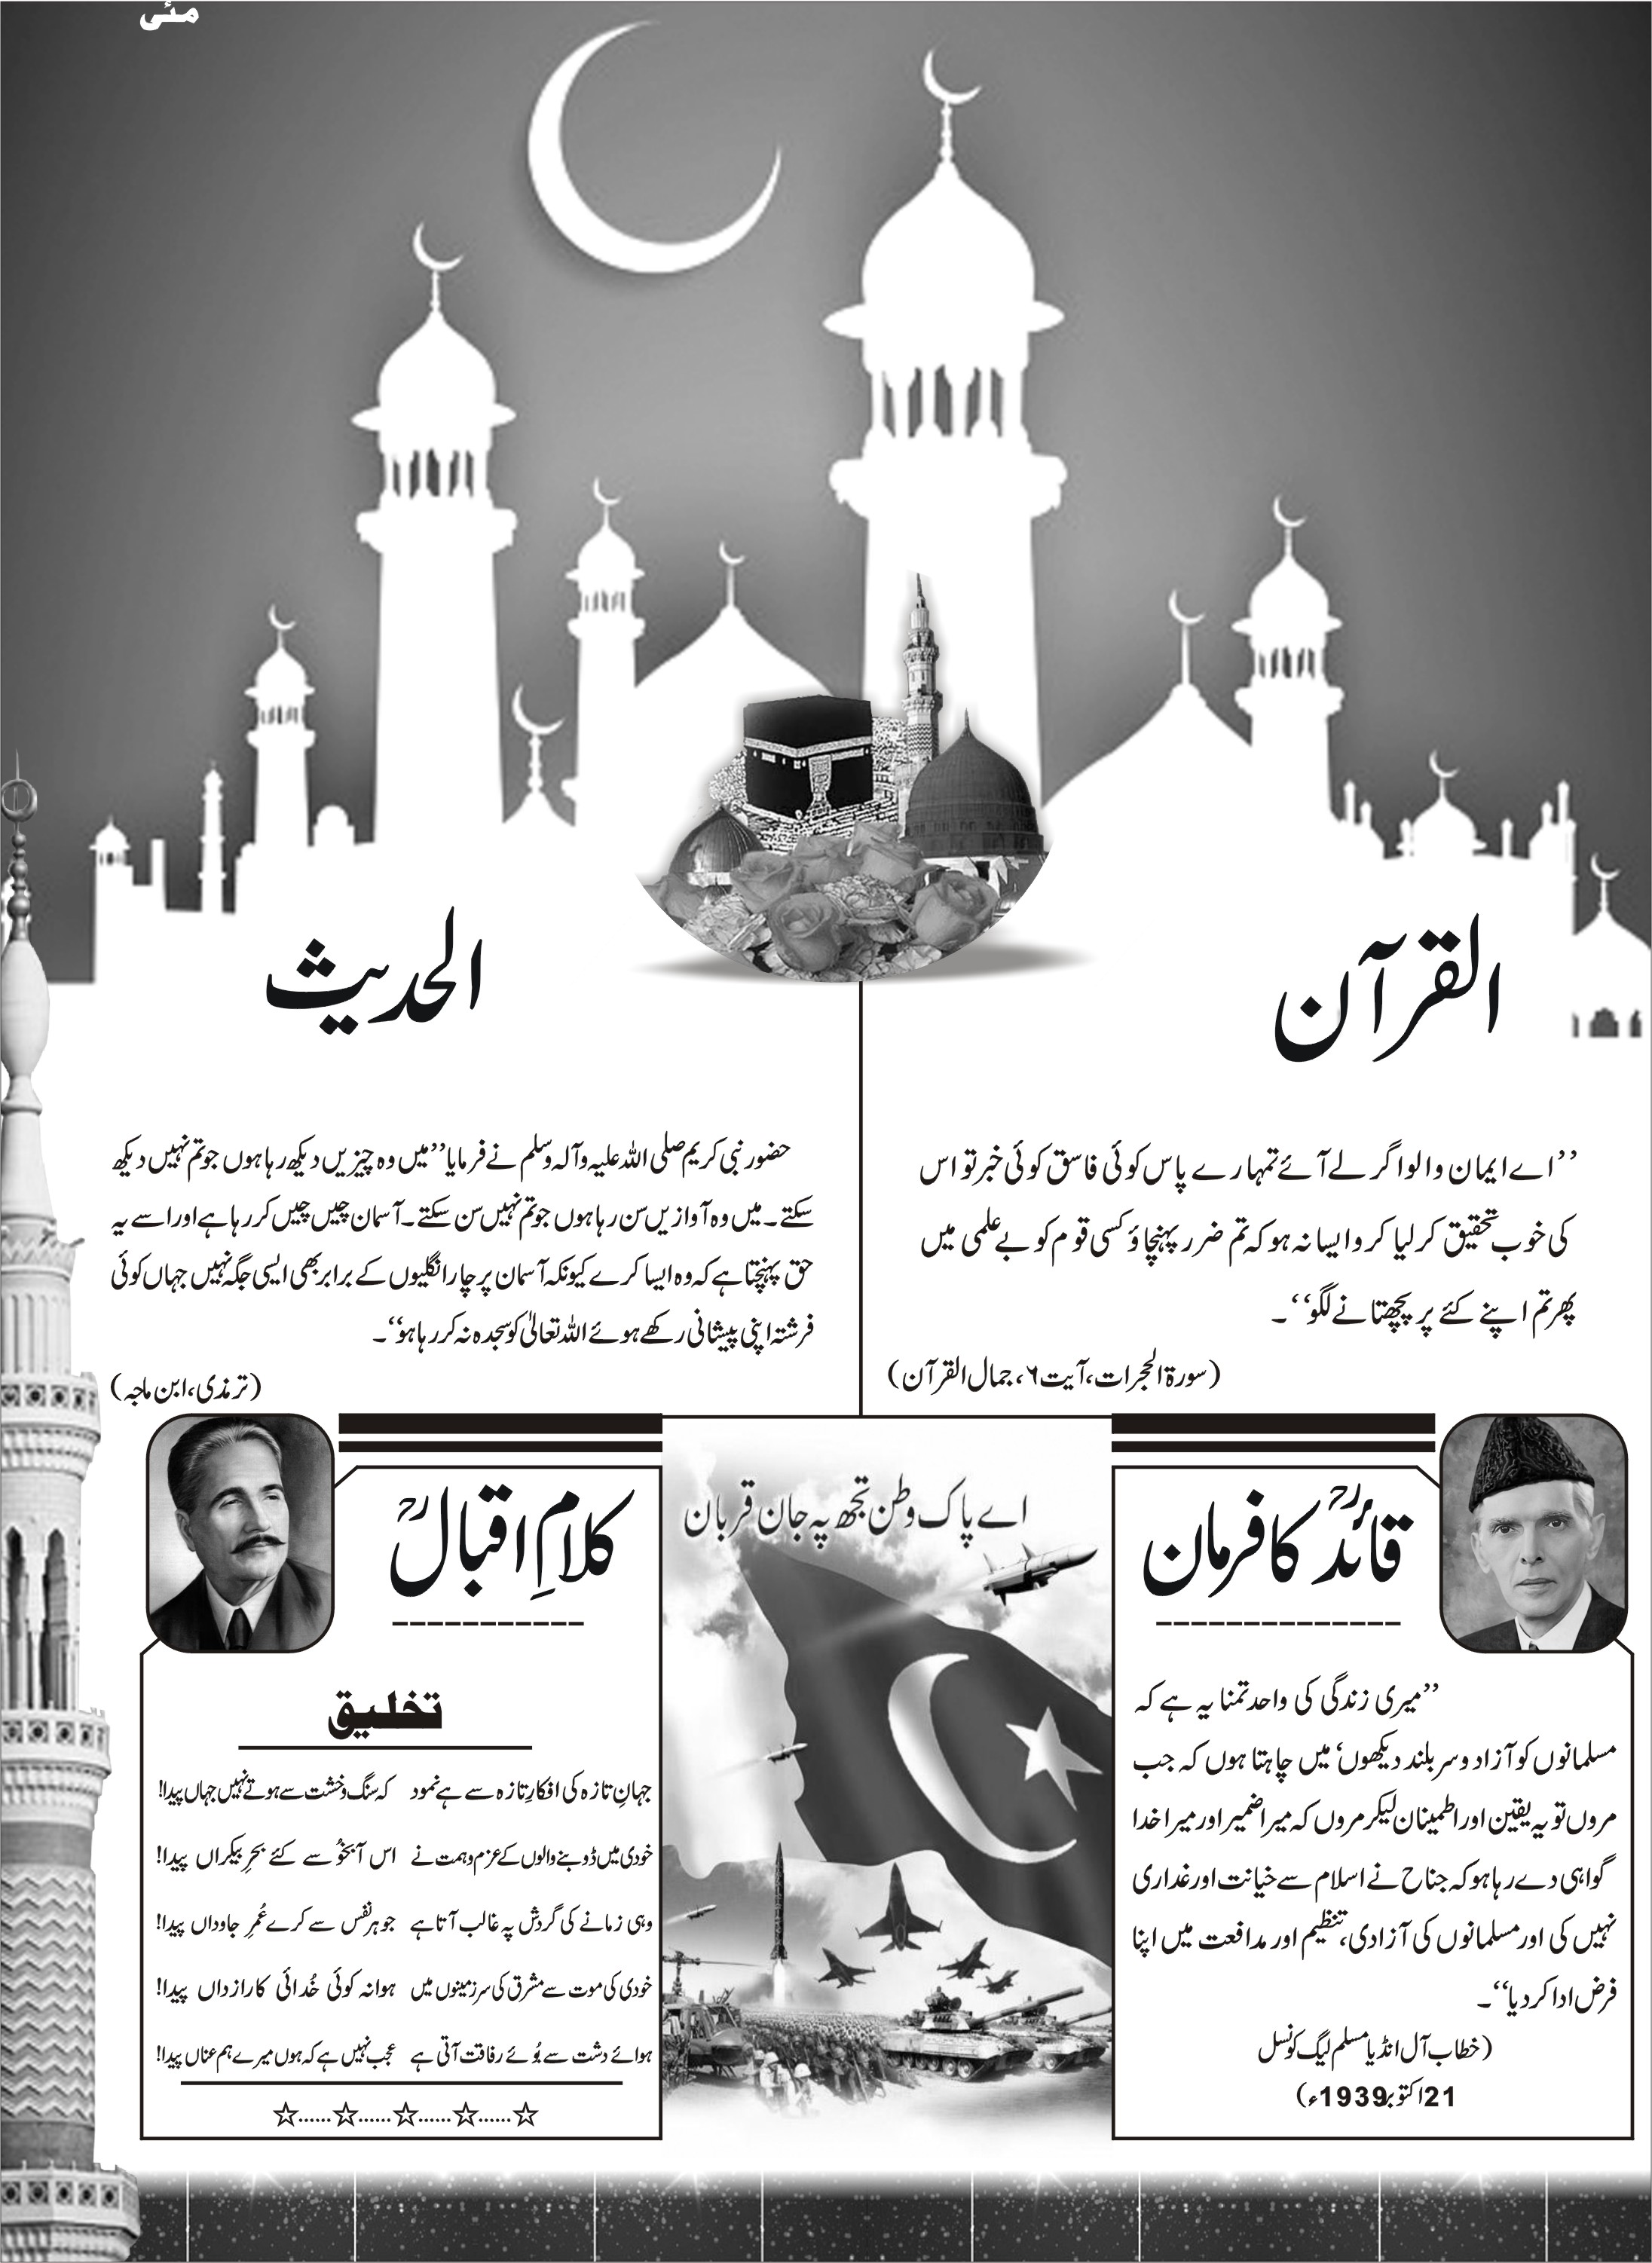 مئی
القرآن
’’اے ایمان والو اگر لے آئے تمہارے پاس کوئی فاسق کوئی خبر تو اس
کی خوب تحقیق کر لیا کرو ایسا نہ ہو کہ تم ضرر پہنچاؤ کسی قوم کو بے علمی میں
پھر تم اپنے کئے پر پچھتانے لگو‘‘۔
(سورۃ الحجرات، آیت ۶، جمال القرآن)
الحدیث
حضور نبی کریم صلی اللہ علیہ وآلہ وسلم نے فرمایا ’’میں وہ چیزیں دیکھ رہا ہوں جو تم نہیں دیکھ
سکتے۔ میں وہ آوازیں سن رہا ہوں جو تم نہیں سن سکتے۔ آسمان چیں چیں کر رہا ہے اور اسے یہ
حق پہنچتا ہے کہ وہ ایسا کرے کیونکہ آسمان پر چار انگلیوں کے برابر بھی ایسی جگہ نہیں جہاں کوئی
فرشتہ اپنی پیشانی رکھے ہوئے اللہ تعالیٰ کو سجدہ نہ کر رہا ہو‘‘۔
(ترمذی، ابن ماجہ)
قائدؒ کا فرمان
’’میری زندگی کی واحد تمنا یہ ہے کہ
مسلمانوں کو آزاد و سربلند دیکھوں‘ میں چاہتا ہوں کہ جب
مروں تو یہ یقین اور اطمینان لیکر مروں کہ میرا ضمیر اور میرا خدا
گواہی دے رہا ہو کہ جناح نے اسلام سے خیانت اور غداری
نہیں کی اور مسلمانوں کی آزادی، تنظیم اور مدافعت میں اپنا
فرض ادا کر دیا‘‘۔
(خطاب آل انڈیا مسلم لیگ کونسل
21 اکتوبر 1939ء)
اے پاک وطن تجھ پہ جان قربان
کلامِ اقبالؒ
تخلیق
جہانِ تازہ کی افکارِ تازہ سے ہے نمود کہ سنگ و خشت سے ہوتے نہیں جہاں پیدا!
خودی میں ڈوبنے والوں کے عزم و ہمت نے اس آبجُو سے کئے بحرِ بیکراں پیدا!
وہی زمانے کی گردش پہ غالب آتا ہے جو ہر نفس سے کرے عُمرِ جاوداں پیدا!
خودی کی موت سے مشرق کی سرزمینوں میں ہوا نہ کوئی خُدائی کا رازداں پیدا!
ہوائے دشت سے بُوئے رفاقت آتی ہے عجب نہیں ہے کہ ہوں میرے ہم عناں پیدا!
☆......☆......☆......☆......☆